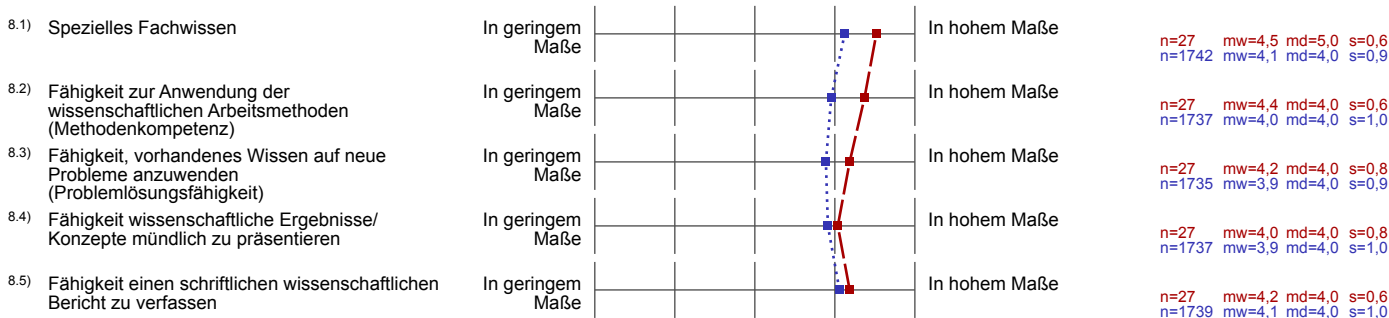 8.1) Spezielles Fachwissen
In geringem
Maße
In hohem Maße
n=27 mw=4,5 md=5,0 s=0,6
n=1742 mw=4,1 md=4,0 s=0,9
8.2) Fähigkeit zur Anwendung der
wissenschaftlichen Arbeitsmethoden
(Methodenkompetenz)
In geringem
Maße
In hohem Maße
n=27 mw=4,4 md=4,0 s=0,6
n=1737 mw=4,0 md=4,0 s=1,0
8.3) Fähigkeit, vorhandenes Wissen auf neue
Probleme anzuwenden
(Problemlösungsfähigkeit)
In geringem
Maße
In hohem Maße
n=27 mw=4,2 md=4,0 s=0,8
n=1735 mw=3,9 md=4,0 s=0,9
8.4) Fähigkeit wissenschaftliche Ergebnisse/
Konzepte mündlich zu präsentieren
In geringem
Maße
In hohem Maße
n=27 mw=4,0 md=4,0 s=0,8
n=1737 mw=3,9 md=4,0 s=1,0
8.5) Fähigkeit einen schriftlichen wissenschaftlichen
Bericht zu verfassen
In geringem
Maße
In hohem Maße
n=27 mw=4,2 md=4,0 s=0,6
n=1739 mw=4,1 md=4,0 s=1,0